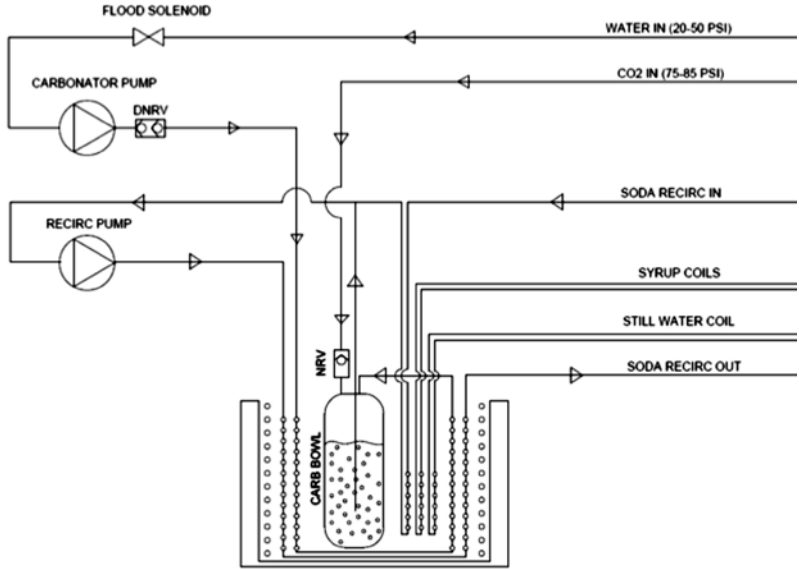 FLOOD SOLENOID
WATER IN (20-50 PSI)
CO2 IN (75-85 PSI)
CARBONATOR PUMP
DNRV
SODA RECIRC IN
RECIRC PUMP
SYRUP COILS
STILL WATER COIL
NRV
SODA RECIRC OUT
CARB BOWL